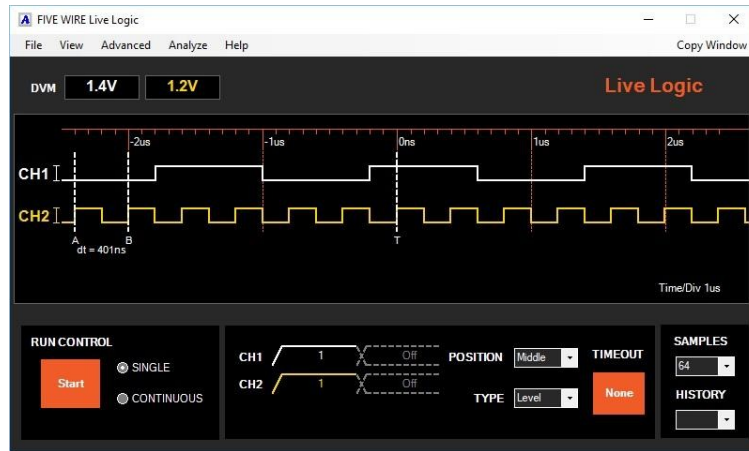 A FIVE WIRE Live Logic
File View Advanced Analyze Help Copy Window
DVM 1.4V 1.2V Live Logic
-2us -1us 0ns 1us 2us
CH1
CH2
A B T
dt = 401ns
Time/Div 1us
RUN CONTROL
Start
SINGLE
CONTINUOUS
CH1 1 X Off
CH2 1 X Off
POSITION Middle
TYPE Level
TIMEOUT
None
SAMPLES
64
HISTORY